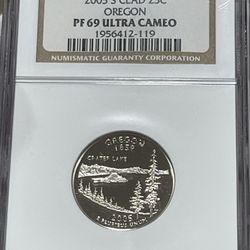 2005 S CLAD 25C
OREGON
PF 69 ULTRA CAMEO
1956412-119
NUMISMATIC GUARANTY CORPORATION
OREGON
1859
CRATER LAKE
2005
E PLURIBUS UNUM